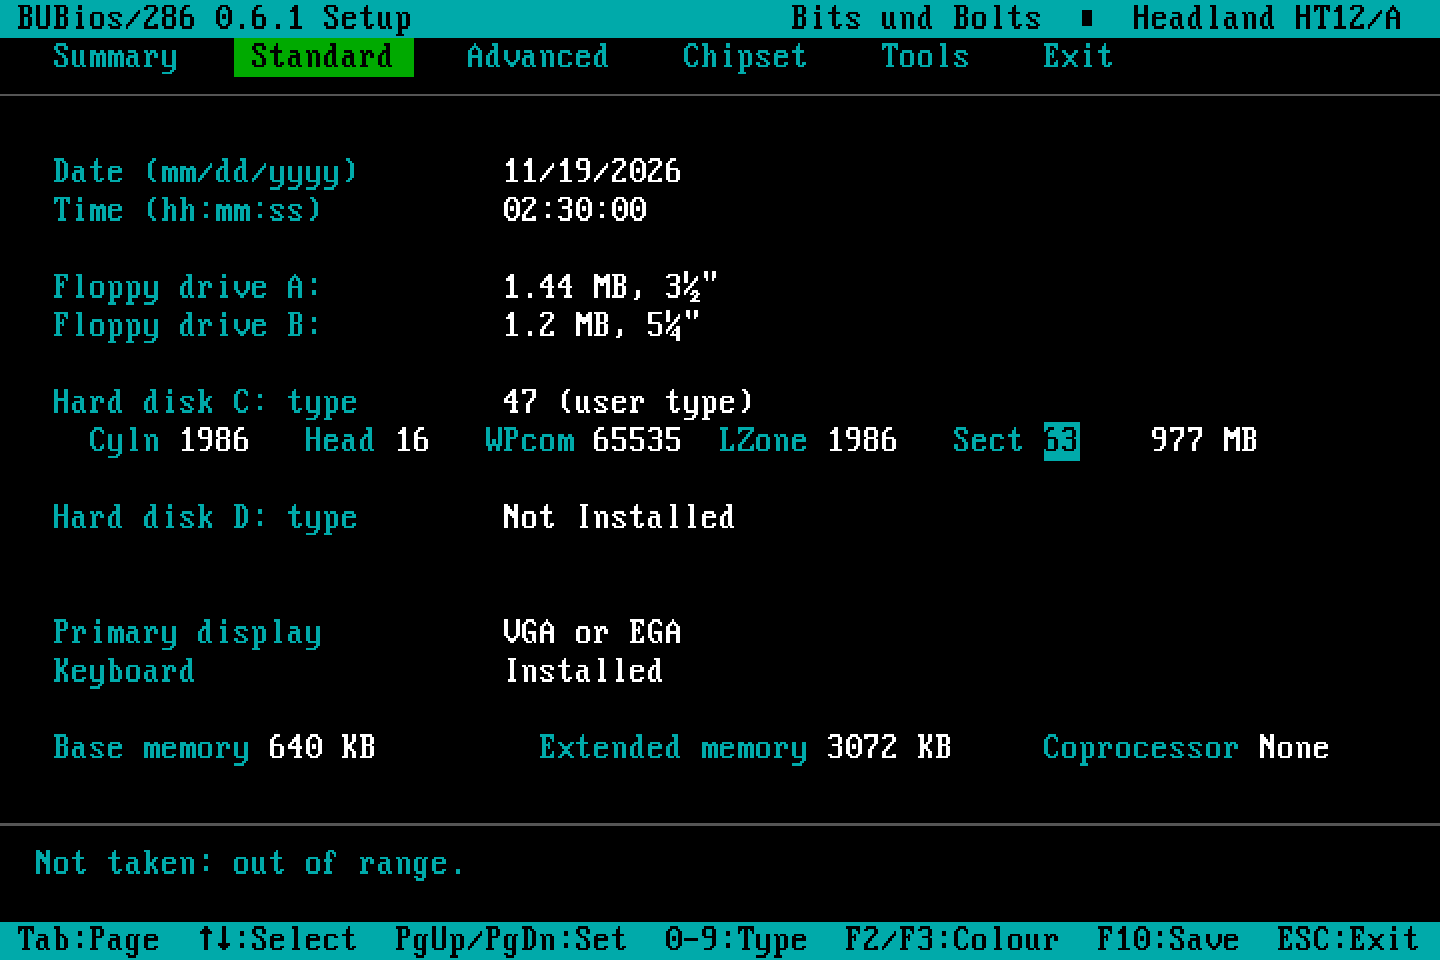 BUBios/286 0.6.1 Setup Bits und Bolts ▪ Headland HT12/A
Summary Standard Advanced Chipset Tools Exit
Date (mm/dd/yyyy) 11/19/2026
Time (hh:mm:ss) 02:30:00
Floppy drive A: 1.44 MB, 3½"
Floppy drive B: 1.2 MB, 5¼"
Hard disk C: type 47 (user type)
Cyln 1986 Head 16 WPcom 65535 LZone 1986 Sect 63 977 MB
Hard disk D: type Not Installed
Primary display VGA or EGA
Keyboard Installed
Base memory 640 KB Extended memory 3072 KB Coprocessor None
Not taken: out of range.
Tab:Page ↑↓:Select PgUp/PgDn:Set 0-9:Type F2/F3:Colour F10:Save ESC:Exit